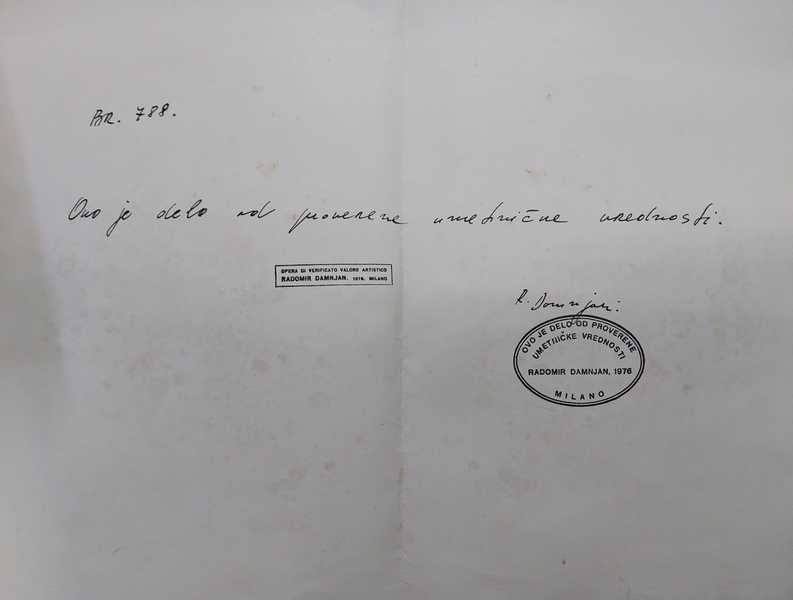 BR. 788.
Ovo je delo od proverene umetničke vrednosti.
OPERA DI VERIFICATO VALORE ARTISTICO
RADOMIR DAMNJAN. 1976. MILANO
R. Damnjan.
OVO JE DELO OD PROVERENE
UMETNIČKE VREDNOSTI
RADOMIR DAMNJAN, 1976
MILANO